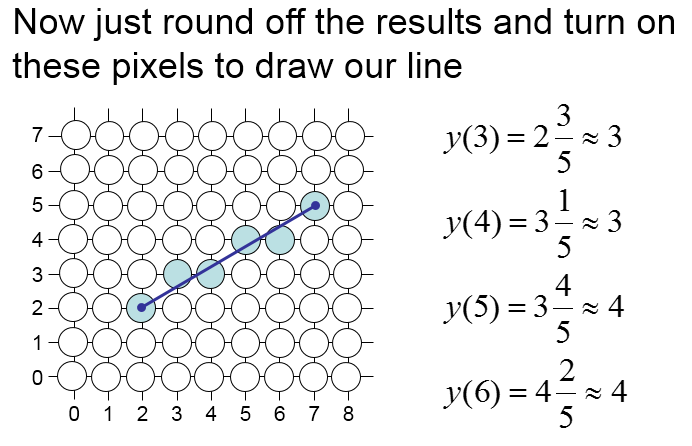 Now just round off the results and turn on
these pixels to draw our line
7
6
5
4
3
2
1
0
0 1 2 3 4 5 6 7 8
y(3) = 2 3/5 ≈ 3
y(4) = 3 1/5 ≈ 3
y(5) = 3 4/5 ≈ 4
y(6) = 4 2/5 ≈ 4